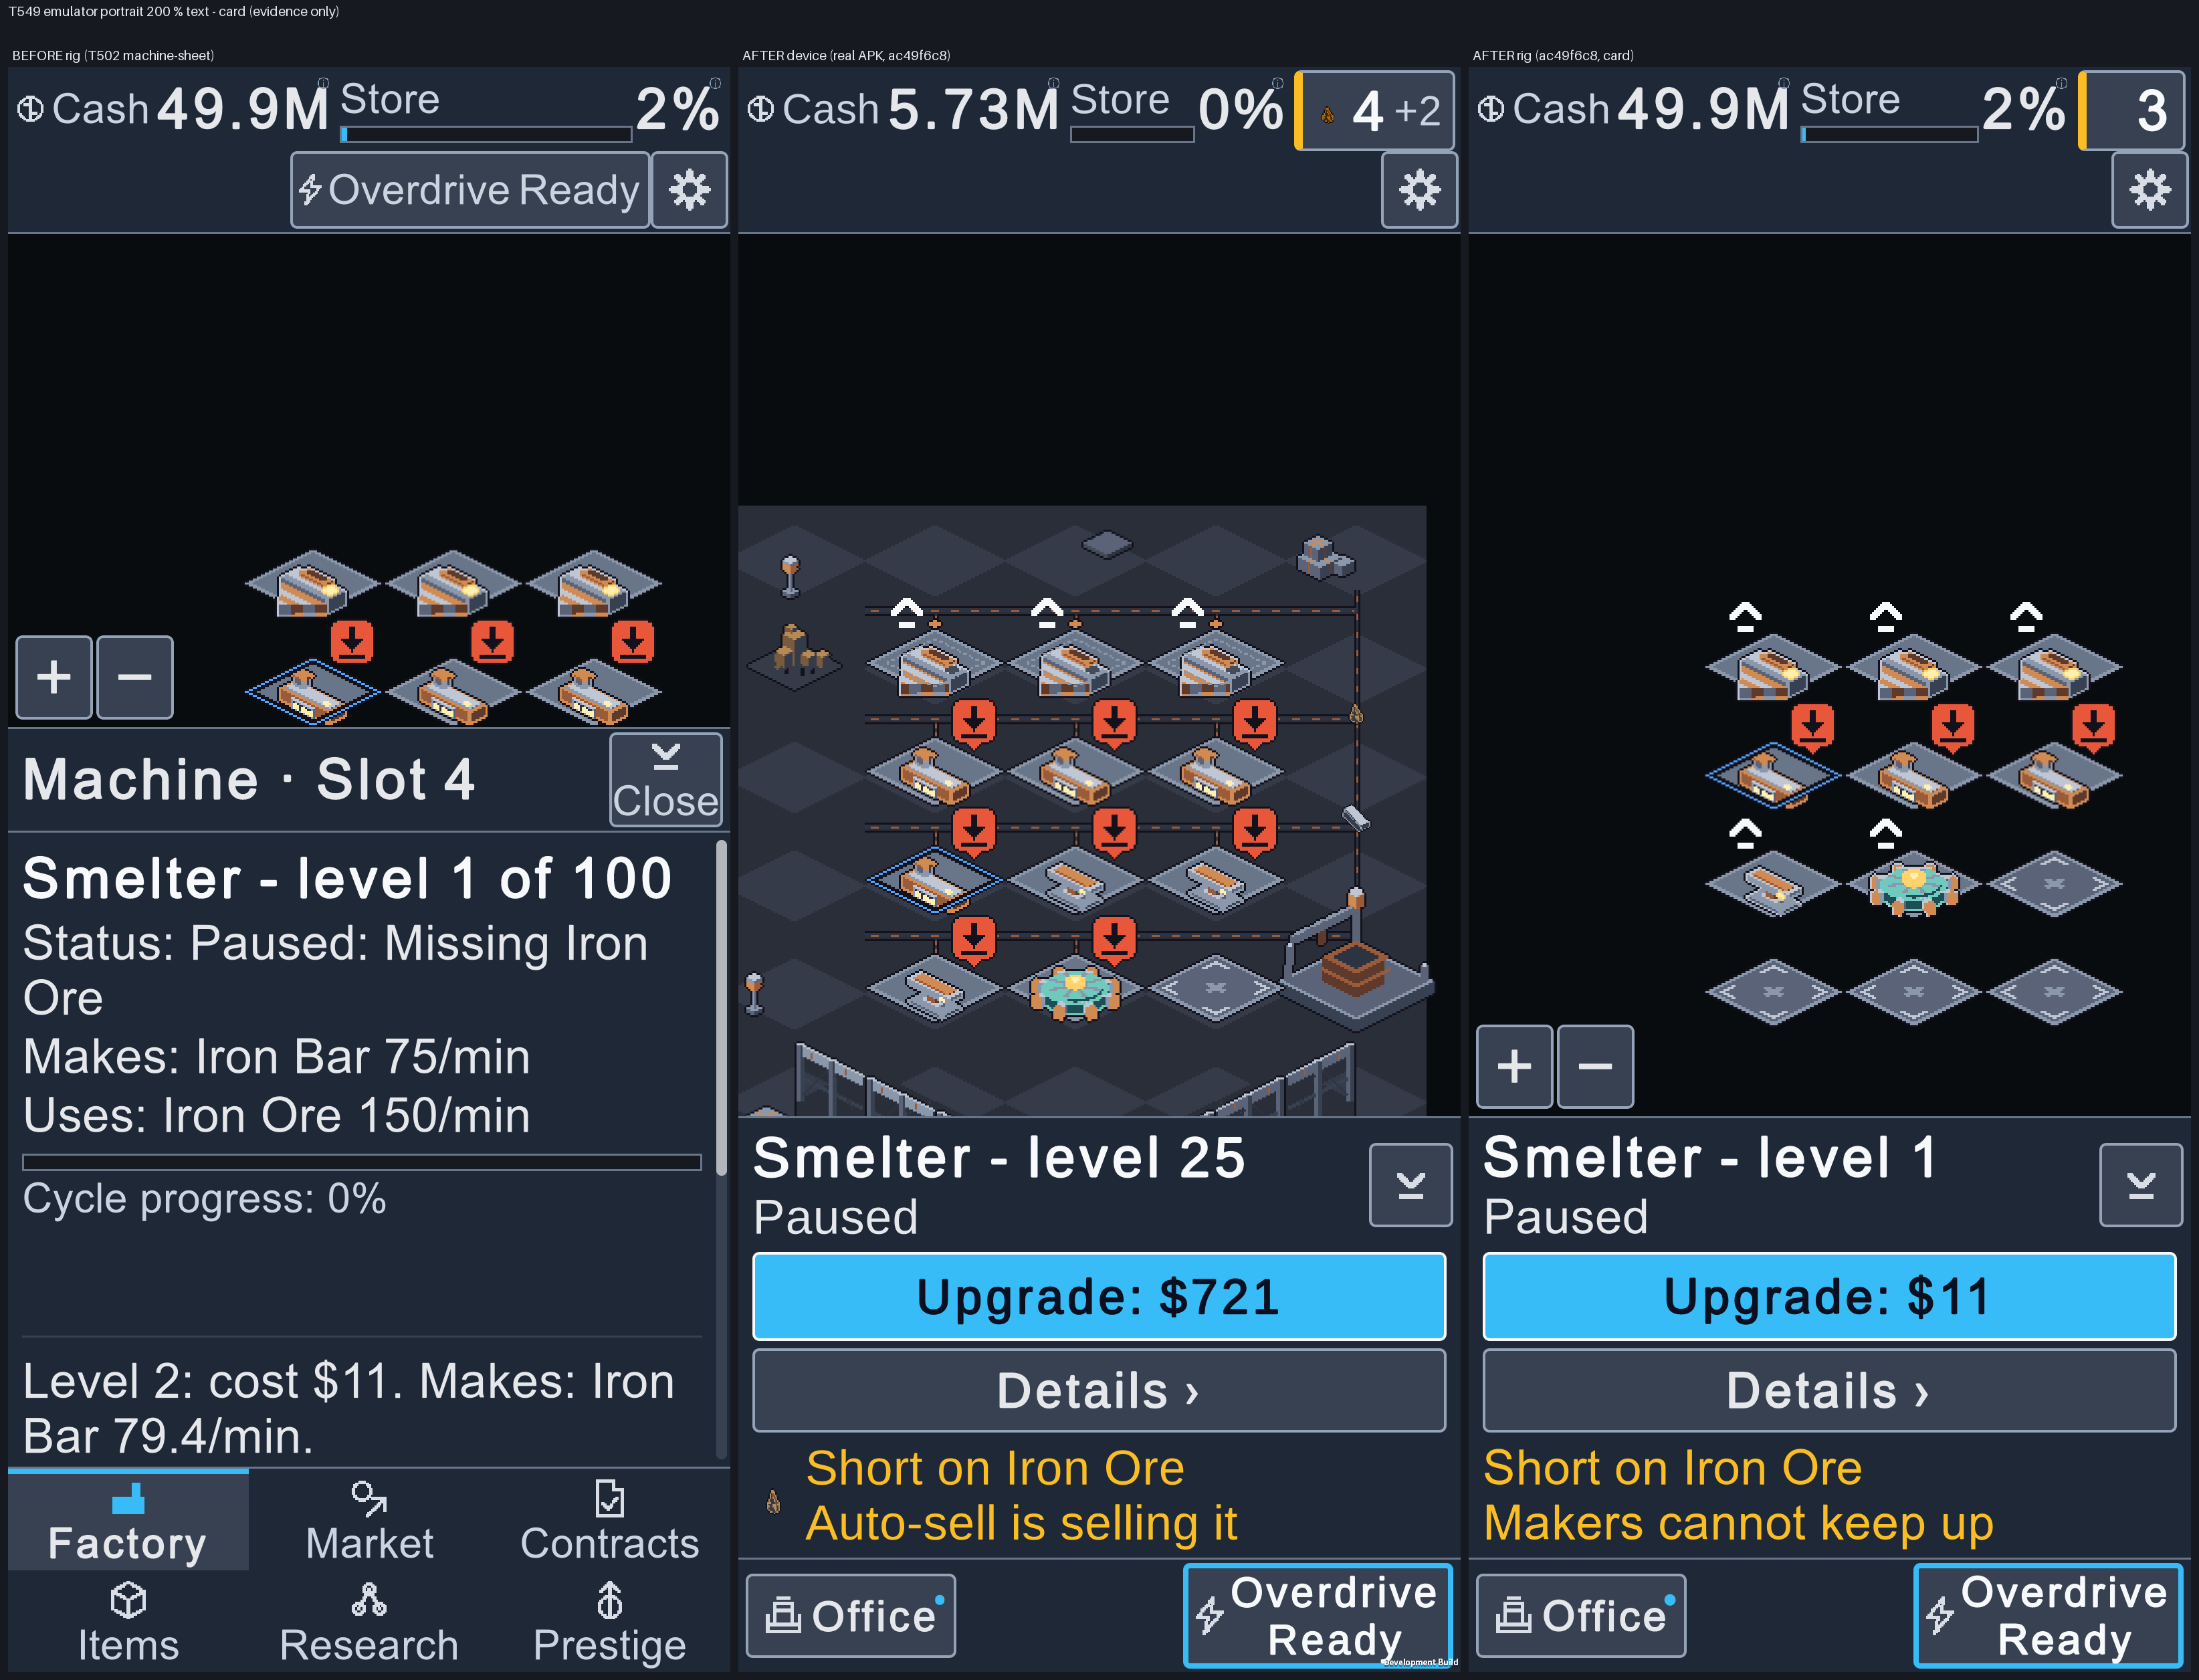 T549 emulator portrait 200 % text - card (evidence only)
BEFORE rig (T502 machine-sheet)
Cash 49.9M Store 2%
Overdrive Ready
+ −
Machine · Slot 4
Close
Smelter - level 1 of 100
Status: Paused: Missing Iron
Ore
Makes: Iron Bar 75/min
Uses: Iron Ore 150/min
Cycle progress: 0%
Level 2: cost $11. Makes: Iron
Bar 79.4/min.
Factory Market Contracts
Items Research Prestige
AFTER device (real APK, ac49f6c8)
Cash 5.73M Store 0% 4 +2
Smelter - level 25
Paused
Upgrade: $721
Details ›
Short on Iron Ore
Auto-sell is selling it
Office
Overdrive
Ready
Development Build
AFTER rig (ac49f6c8, card)
Cash 49.9M Store 2% 3
+ −
Smelter - level 1
Paused
Upgrade: $11
Details ›
Short on Iron Ore
Makers cannot keep up
Office
Overdrive
Ready